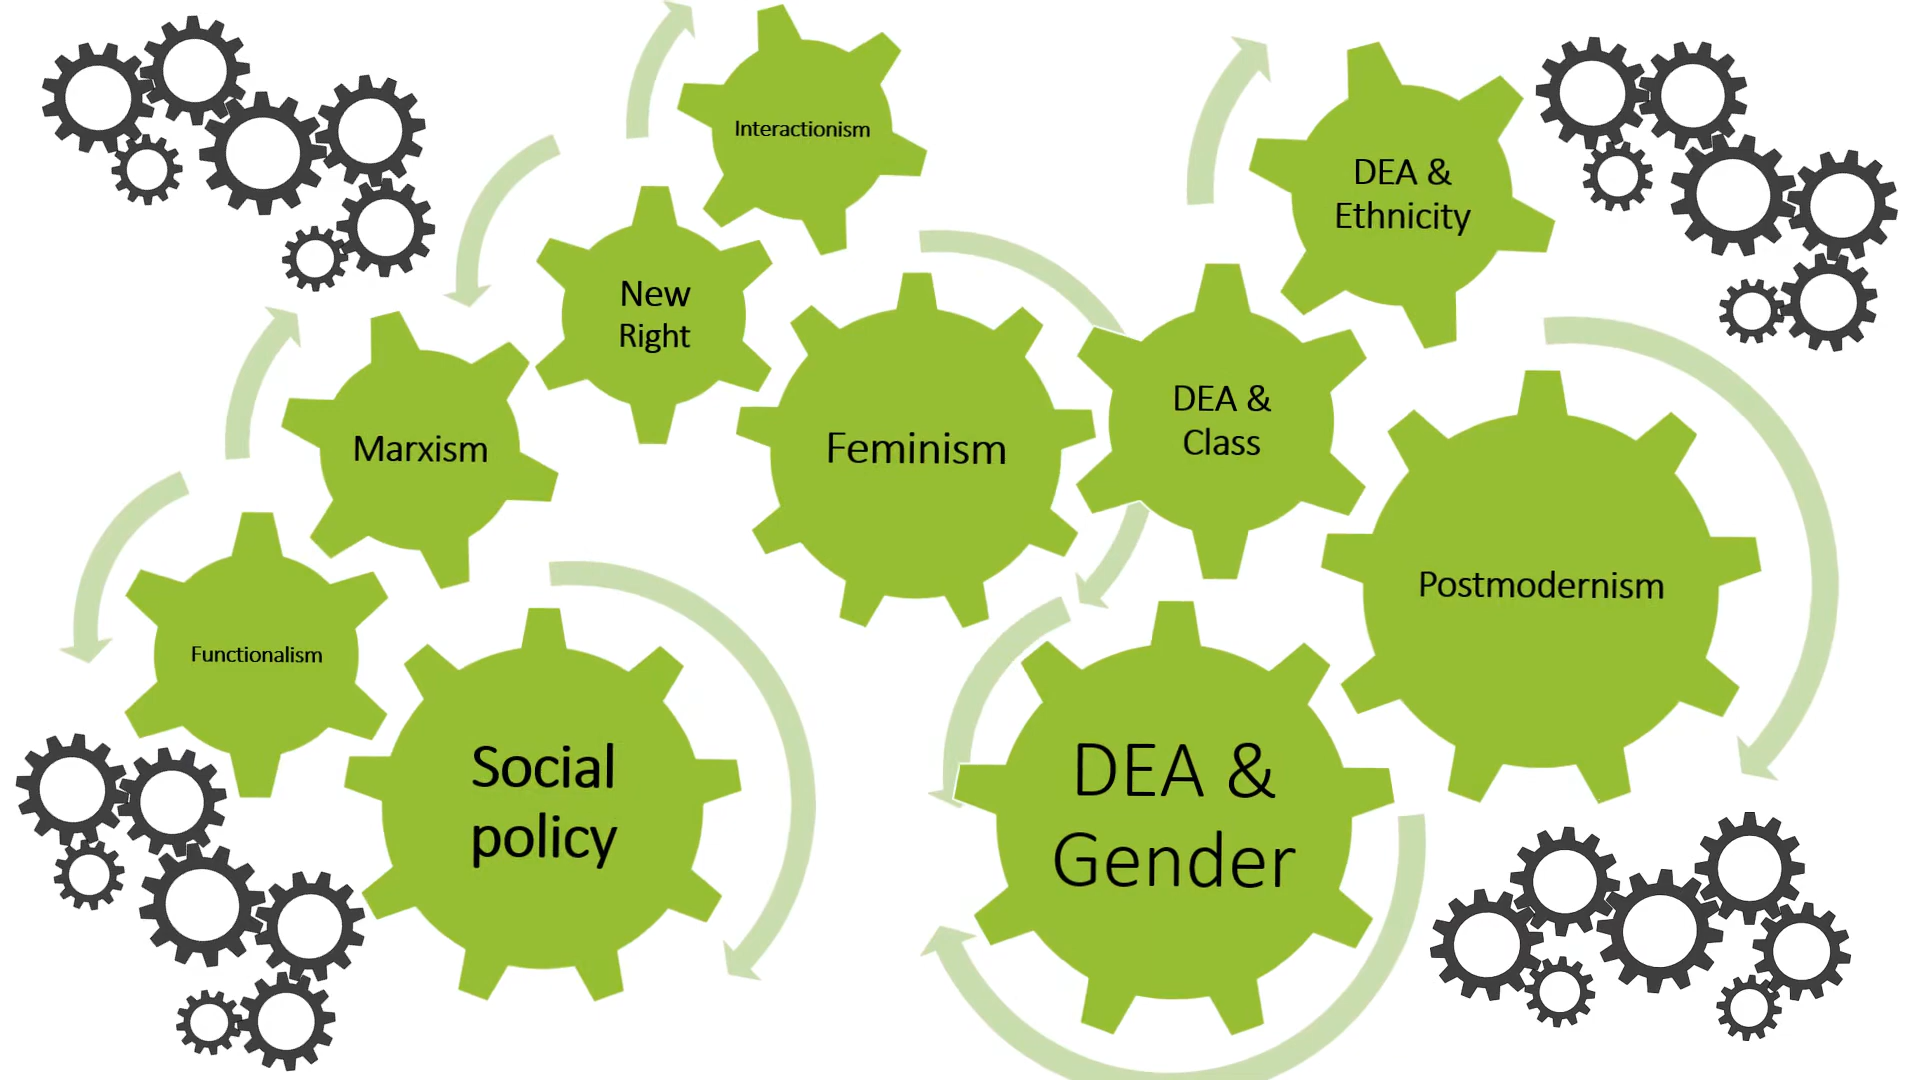 Interactionism
DEA &
Ethnicity
New
Right
DEA &
Class
Marxism
Feminism
Postmodernism
Functionalism
Social
policy
DEA &
Gender